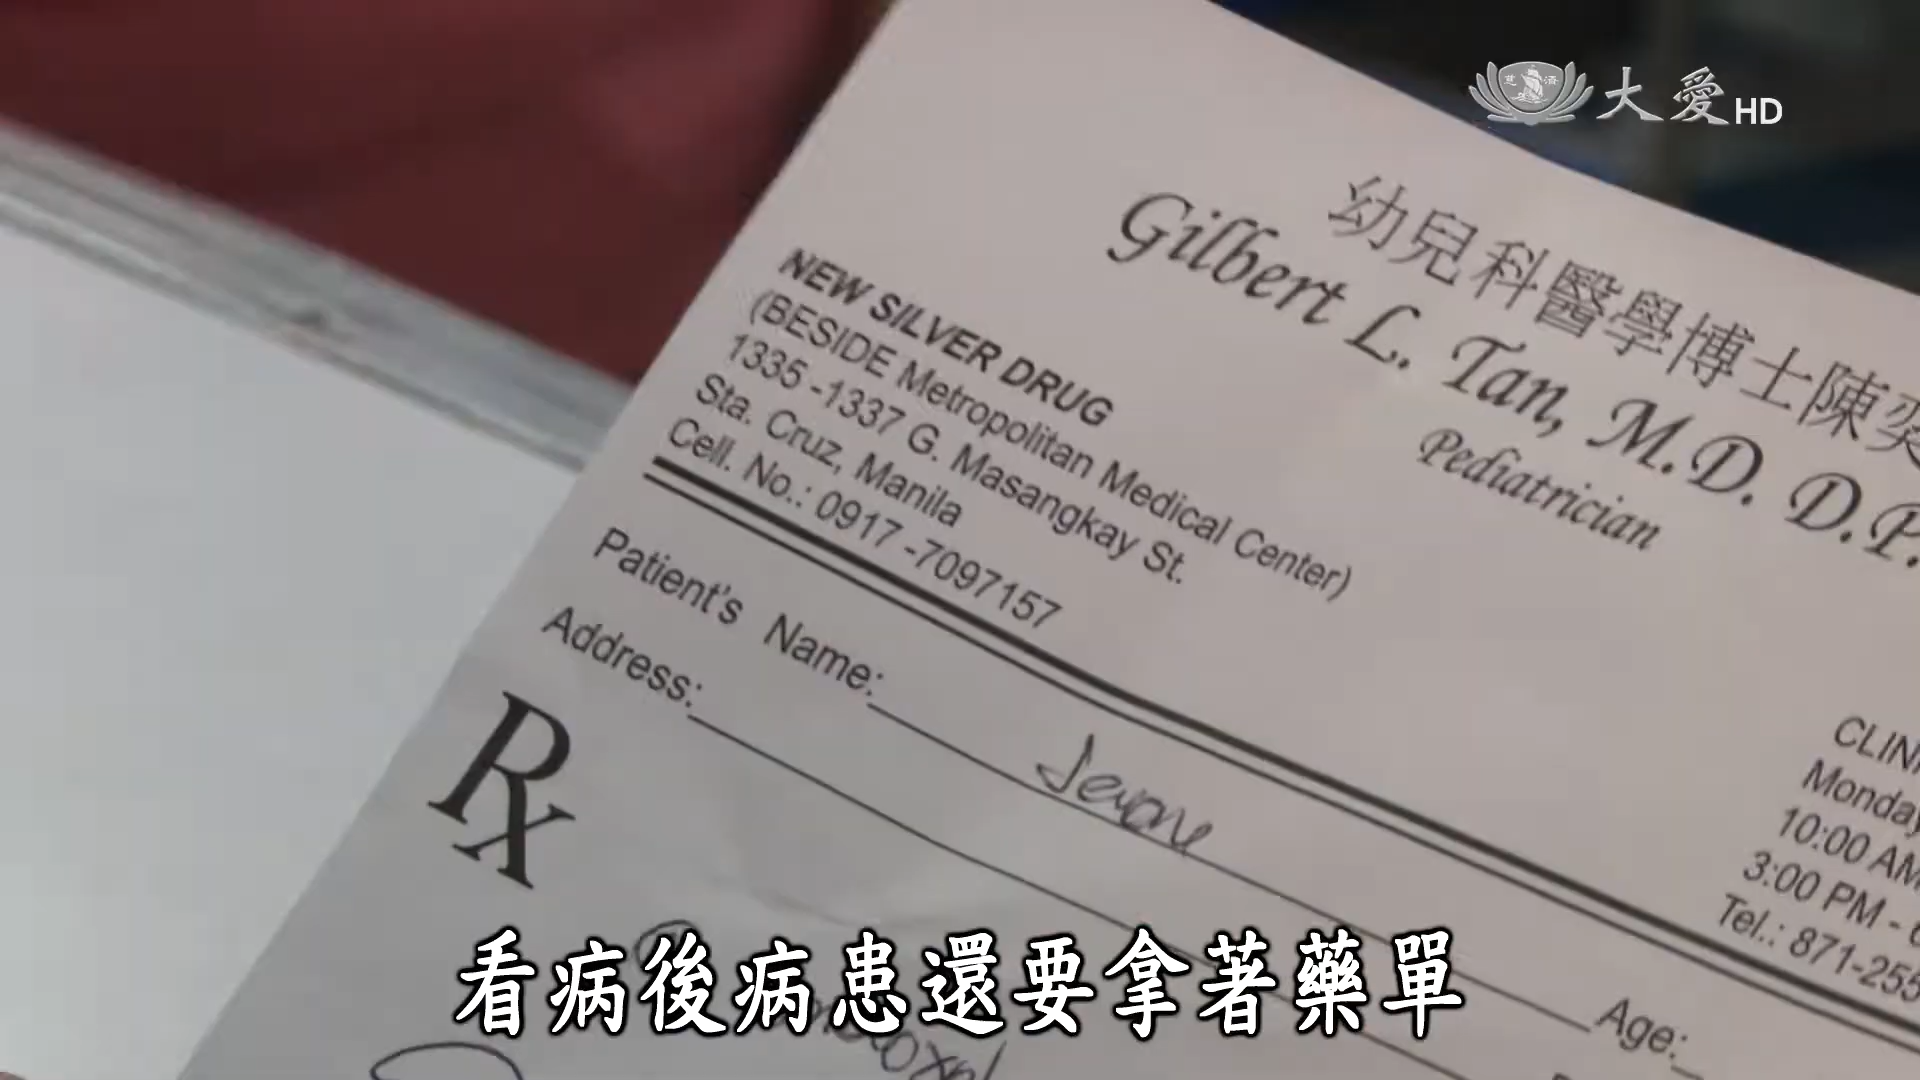 大愛HD
幼兒科醫學博士陳
Gilbert L. Tan, M.D. D.P.
Pediatrician
NEW SILVER DRUG
(BESIDE Metropolitan Medical Center)
1335 -1337 G. Masangkay St.
Sta. Cruz, Manila
Cell. No.: 0917 -7097157
Monday
10:00 AM
3:00 PM -
Tel.: 871-255
Patient's Name:
Address:
Age:
Rx
看病後病患還要拿著藥單